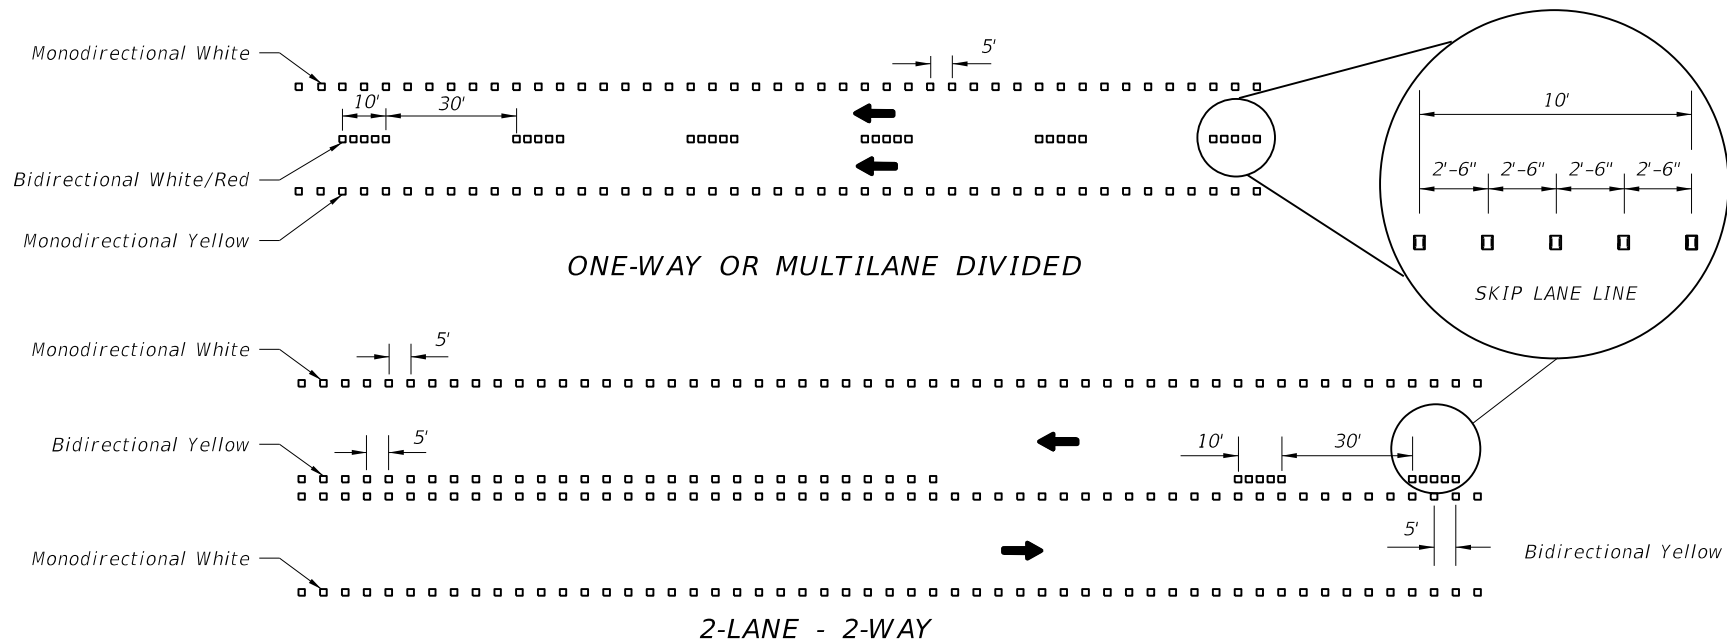 Monodirectional White
5'
10'
30'
10'
2'-6" 2'-6" 2'-6" 2'-6"
Bidirectional White/Red
Monodirectional Yellow
ONE-WAY OR MULTILANE DIVIDED
SKIP LANE LINE
Monodirectional White
5'
Bidirectional Yellow
5'
10'
30'
5'
Bidirectional Yellow
Monodirectional White
2-LANE - 2-WAY